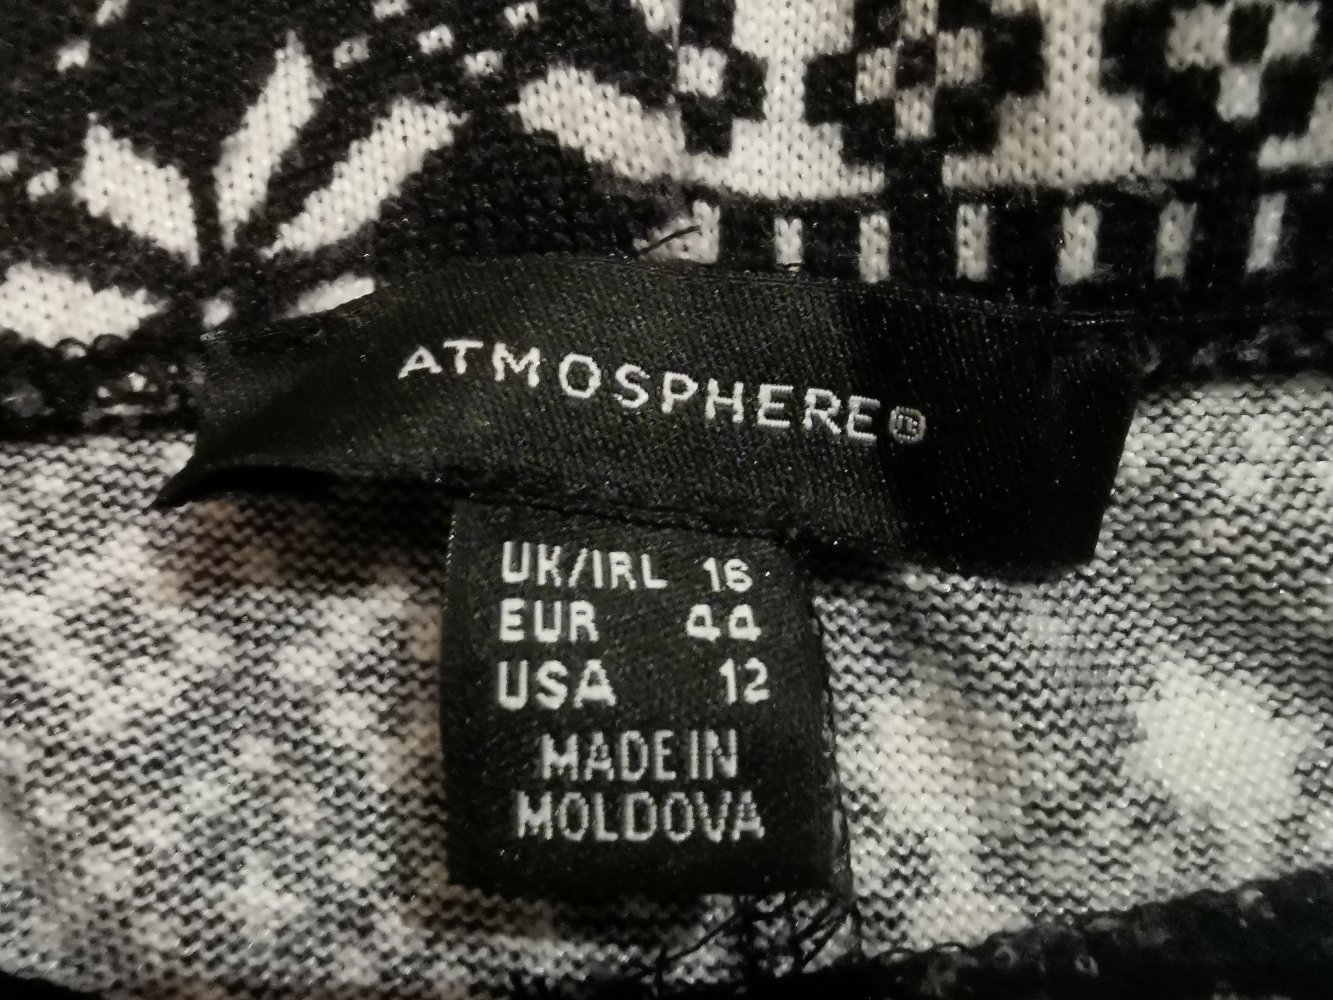 ATMOSPHERE®
UK/IRL 16
EUR 44
USA 12
MADE IN
MOLDOVA